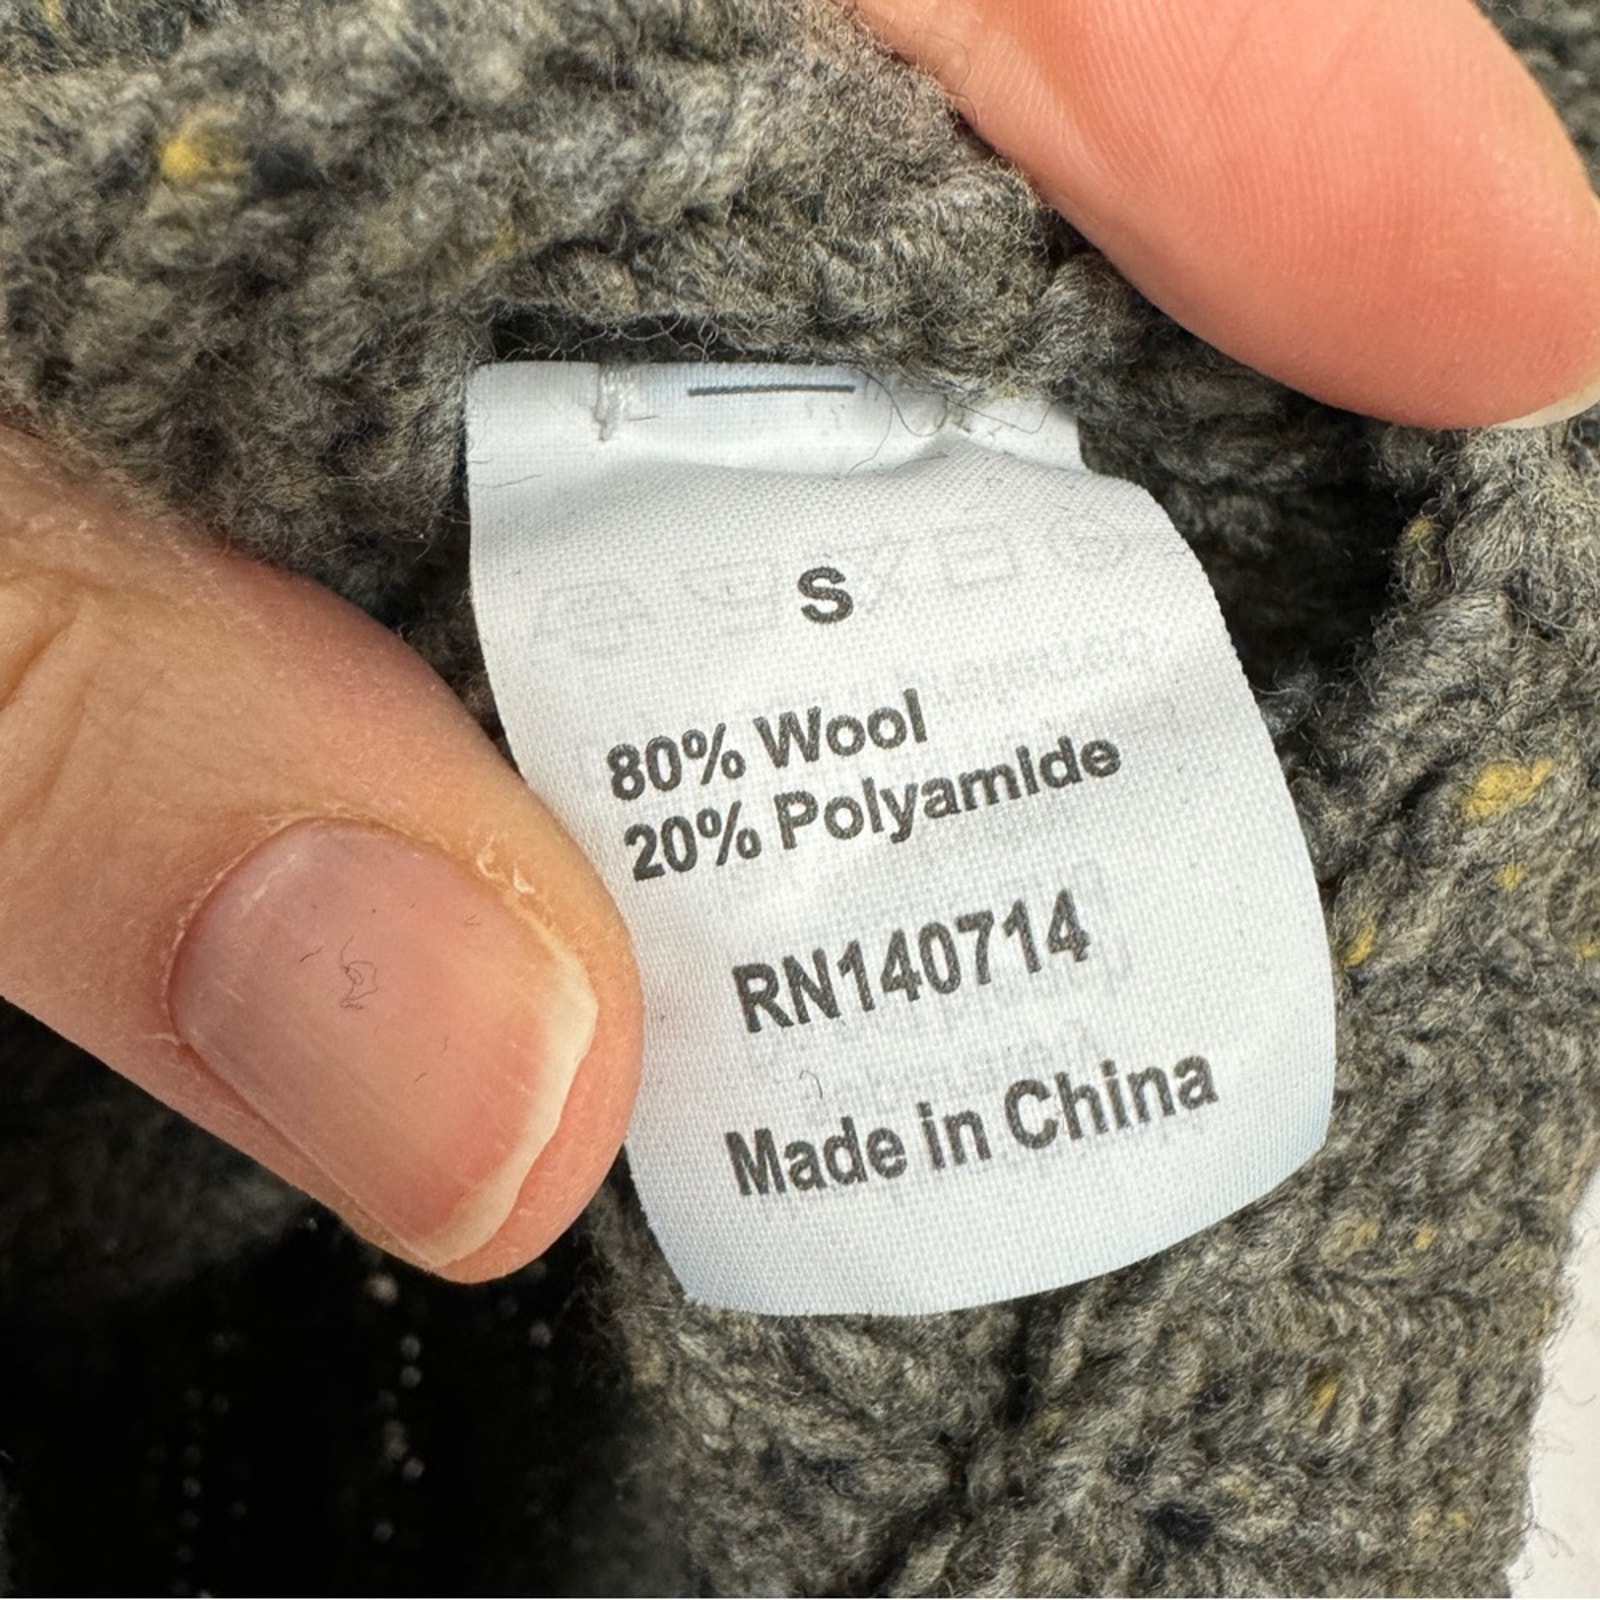 S
80% Wool
20% Polyamide
RN140714
Made in China